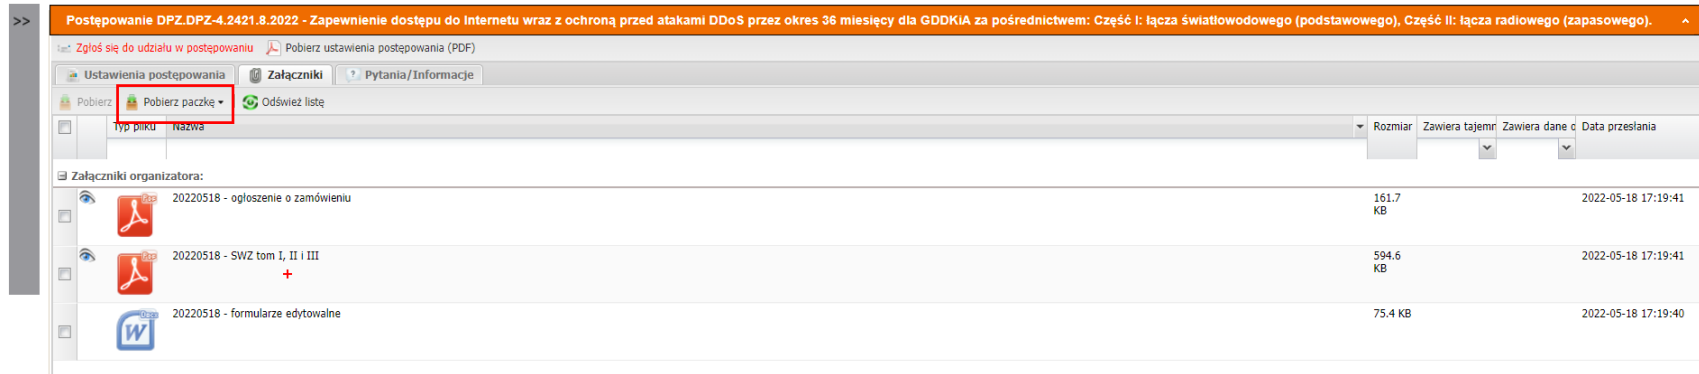 >>
Postępowanie DPZ.DPZ-4.2421.8.2022 - Zapewnienie dostępu do Internetu wraz z ochroną przed atakami DDoS przez okres 36 miesięcy dla GDDKiA za pośrednictwem: Część I: łącza światłowodowego (podstawowego), Część II: łącza radiowego (zapasowego).
Zgłoś się do udziału w postępowaniu Pobierz ustawienia postępowania (PDF)
Ustawienia postępowania Załączniki Pytania/Informacje
Pobierz Pobierz paczkę Odśwież listę
Typ pliku Nazwa Rozmiar Zawiera tajemn Zawiera dane o Data przesłania
Załączniki organizatora:
20220518 - ogłoszenie o zamówieniu 161.7 KB 2022-05-18 17:19:41
20220518 - SWZ tom I, II i III 594.6 KB 2022-05-18 17:19:41
20220518 - formularze edytowalne 75.4 KB 2022-05-18 17:19:40